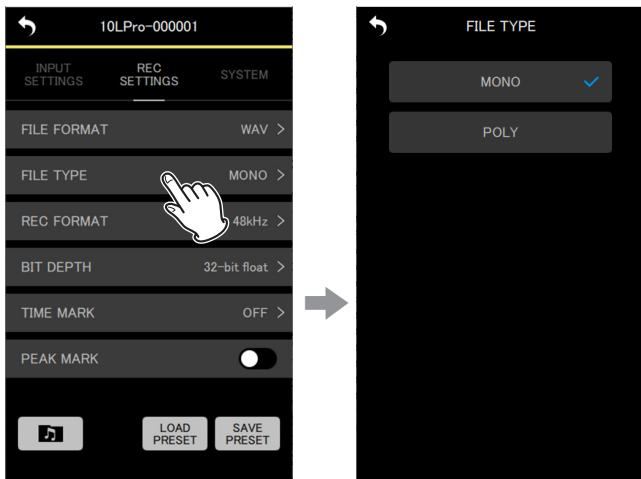 10LPro-000001
INPUT
SETTINGS
REC
SETTINGS
SYSTEM
FILE FORMAT WAV
FILE TYPE MONO
REC FORMAT 48kHz
BIT DEPTH 32-bit float
TIME MARK OFF
PEAK MARK
LOAD
PRESET
SAVE
PRESET
FILE TYPE
MONO
POLY